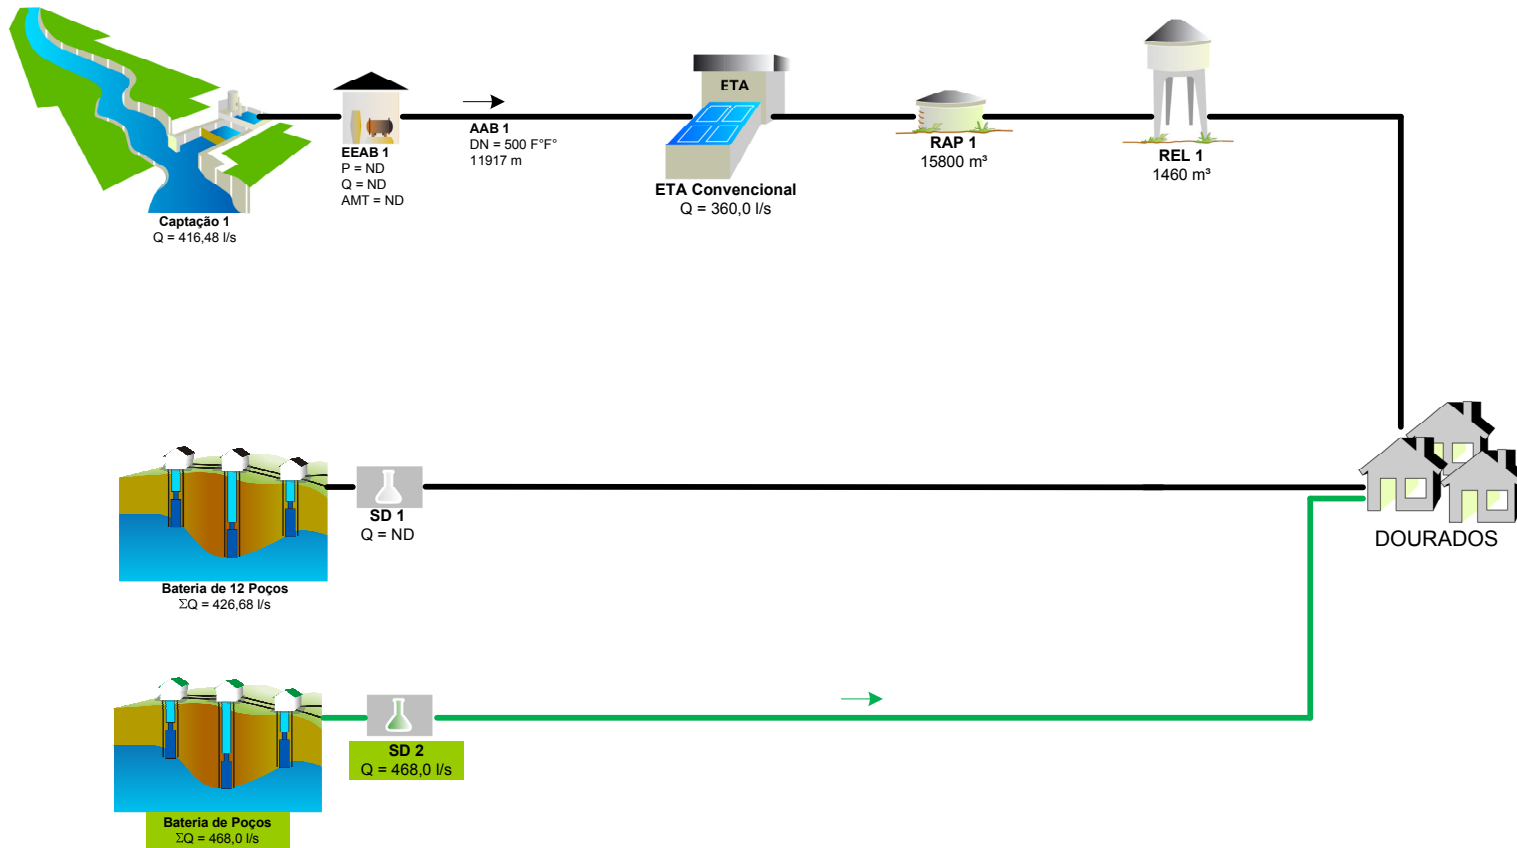 ETA
AAB 1
DN = 500 F°F°
11917 m
EEAB 1
P = ND
Q = ND
AMT = ND
RAP 1
15800 m³
REL 1
1460 m³
ETA Convencional
Q = 360,0 l/s
Captação 1
Q = 416,48 l/s
SD 1
Q = ND
DOURADOS
Bateria de 12 Poços
ΣQ = 426,68 l/s
SD 2
Q = 468,0 l/s
Bateria de Poços
ΣQ = 468,0 l/s